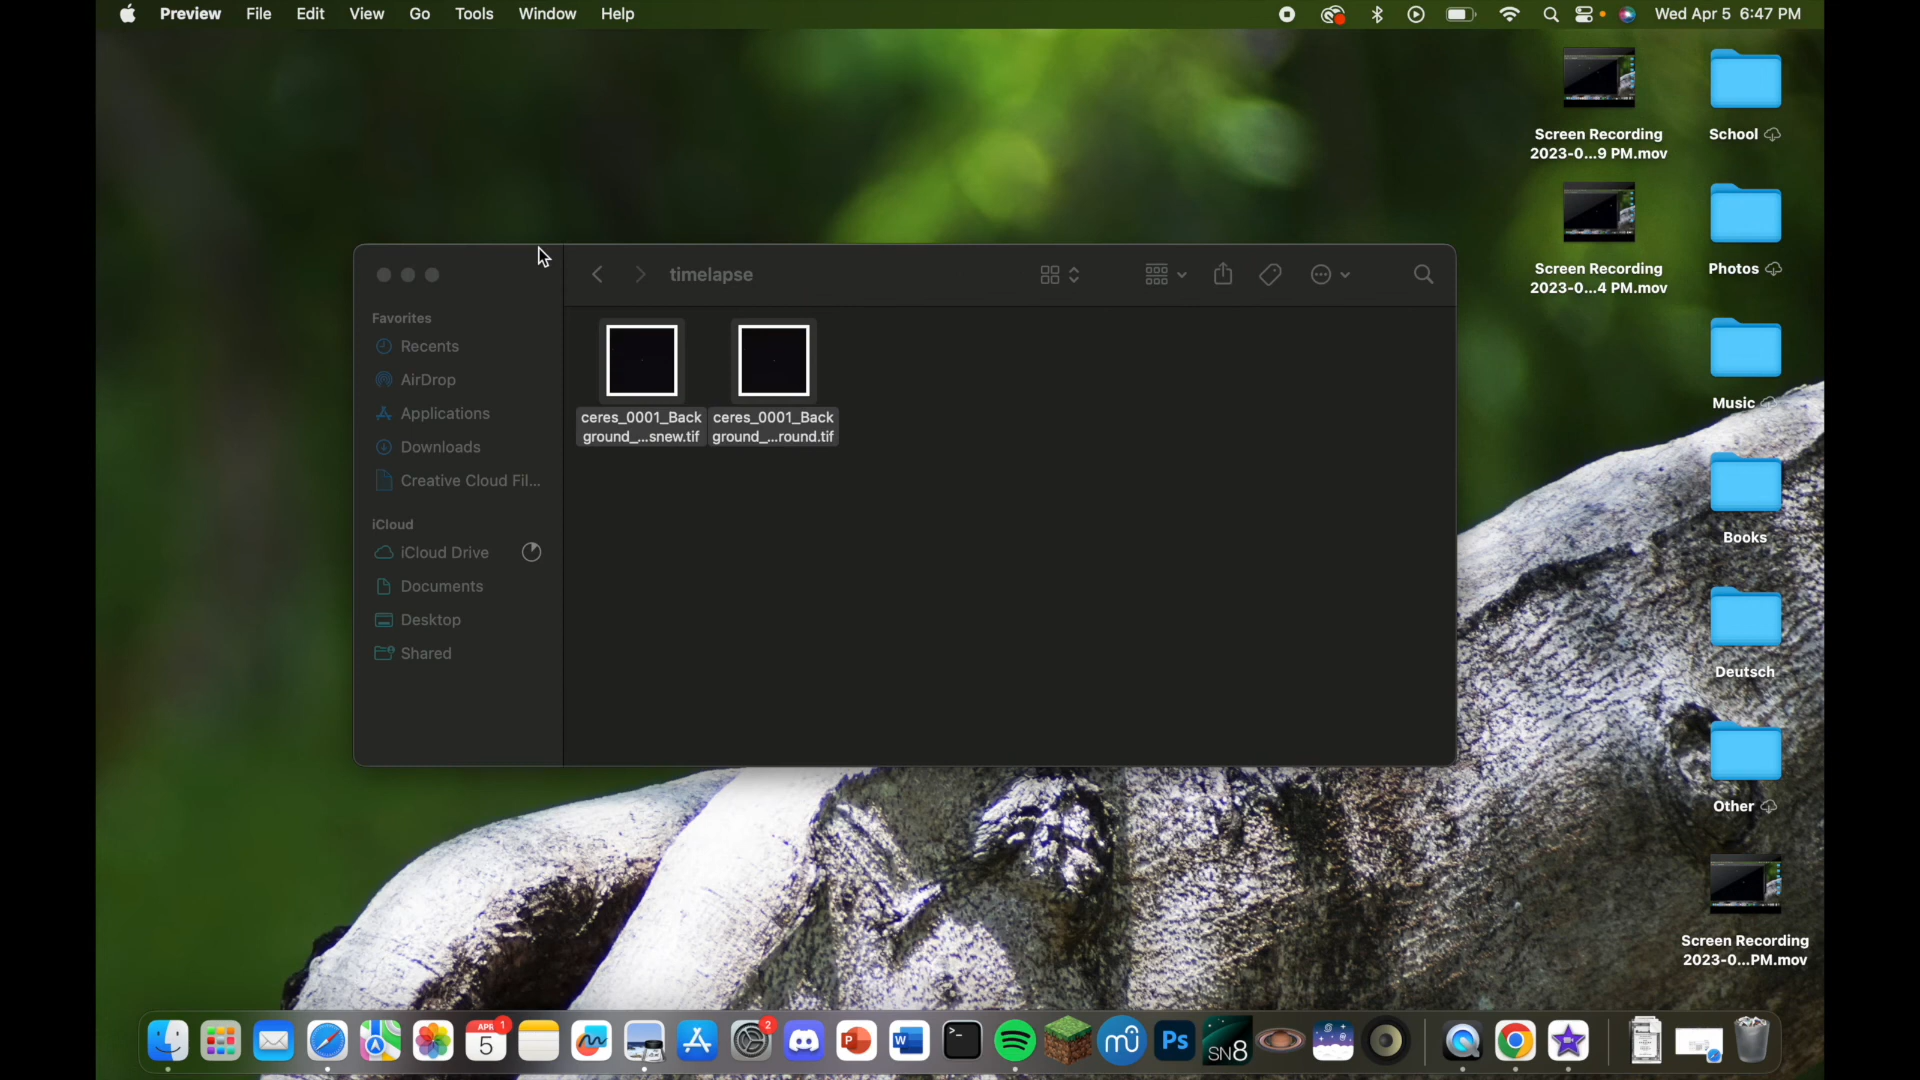 Preview File Edit View Go Tools Window Help
Wed Apr 5 6:47 PM
timelapse
Favorites
Recents
AirDrop
Applications
Downloads
Creative Cloud Fil...
iCloud
iCloud Drive
Documents
Desktop
Shared
ceres_0001_Back
ground_...snew.tif
ceres_0001_Back
ground_...round.tif
Screen Recording
2023-0...9 PM.mov
Screen Recording
2023-0...4 PM.mov
School
Photos
Music
Books
Deutsch
Other
Screen Recording
2023-0...PM.mov
APR
5
1
2
P
W
>_
Ps
SN8